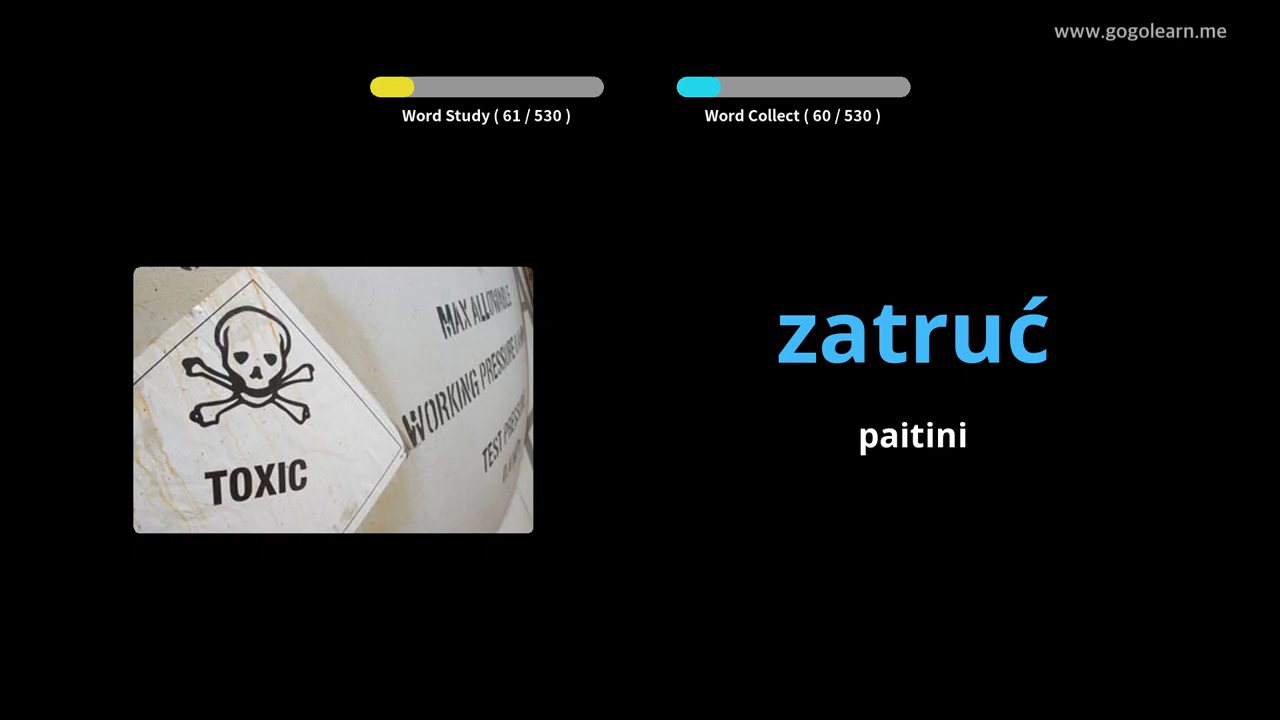 www.gogolearn.me
Word Study ( 61 / 530 )
Word Collect ( 60 / 530 )
zatruć
paitini
TOXIC
MAX ALLOWABLE
WORKING PRESSURE
TEST PRESSURE